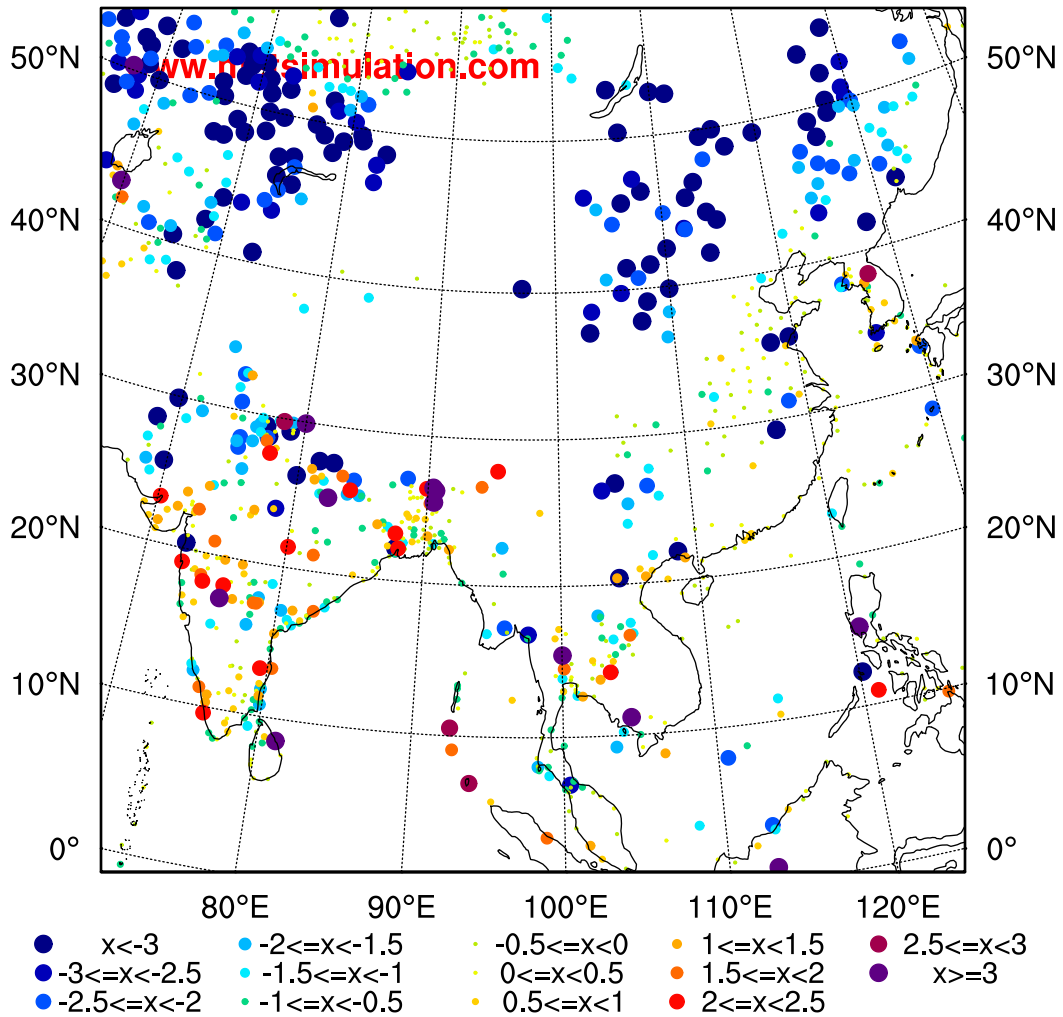 50°N 50°N
ww.n simulation.com
40°N 40°N
30°N 30°N
20°N 20°N
10°N 10°N
0° 0°
80°E 90°E 100°E 110°E 120°E
x<-3 -2<=x<-1.5 -0.5<=x<0 1<=x<1.5 2.5<=x<3
-3<=x<-2.5 -1.5<=x<-1 0<=x<0.5 1.5<=x<2 x>=3
-2.5<=x<-2 -1<=x<-0.5 0.5<=x<1 2<=x<2.5